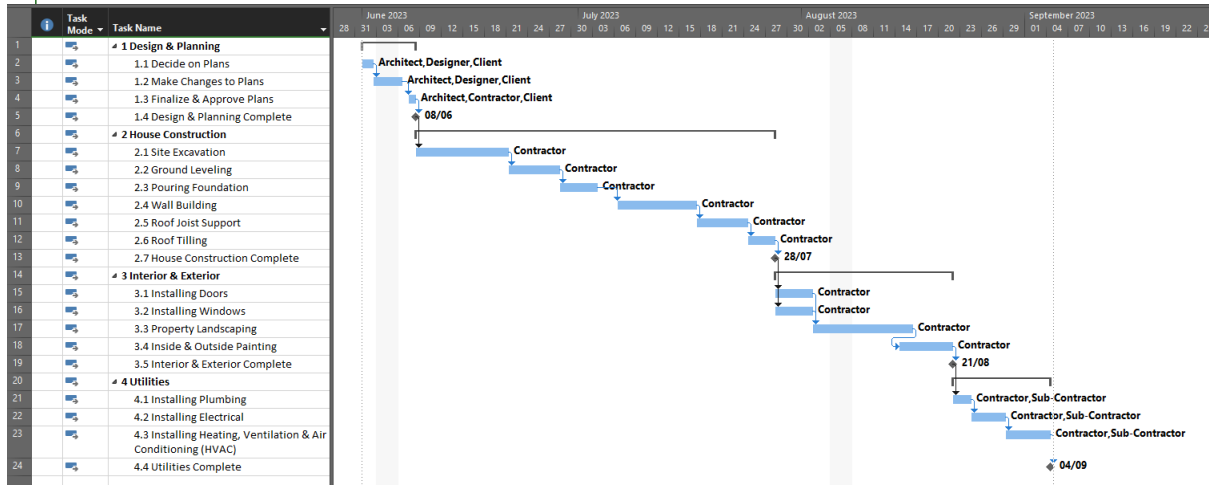 June 2023 July 2023 August 2023 September 2023
Task Mode Task Name 28 31 03 06 09 12 15 18 21 24 27 30 03 06 09 12 15 18 21 24 27 30 02 05 08 11 14 17 20 23 26 29 01 04 07 10 13 16 19 22
1 1 Design & Planning
2 1.1 Decide on Plans Architect,Designer,Client
3 1.2 Make Changes to Plans Architect,Designer,Client
4 1.3 Finalize & Approve Plans Architect,Contractor,Client
5 1.4 Design & Planning Complete 08/06
6 2 House Construction
7 2.1 Site Excavation Contractor
8 2.2 Ground Leveling Contractor
9 2.3 Pouring Foundation Contractor
10 2.4 Wall Building Contractor
11 2.5 Roof Joist Support Contractor
12 2.6 Roof Tilling Contractor
13 2.7 House Construction Complete 28/07
14 3 Interior & Exterior
15 3.1 Installing Doors Contractor
16 3.2 Installing Windows Contractor
17 3.3 Property Landscaping Contractor
18 3.4 Inside & Outside Painting Contractor
19 3.5 Interior & Exterior Complete 21/08
20 4 Utilities
21 4.1 Installing Plumbing Contractor,Sub-Contractor
22 4.2 Installing Electrical Contractor,Sub-Contractor
23 4.3 Installing Heating, Ventilation & Air Contractor,Sub-Contractor
Conditioning (HVAC)
24 4.4 Utilities Complete 04/09